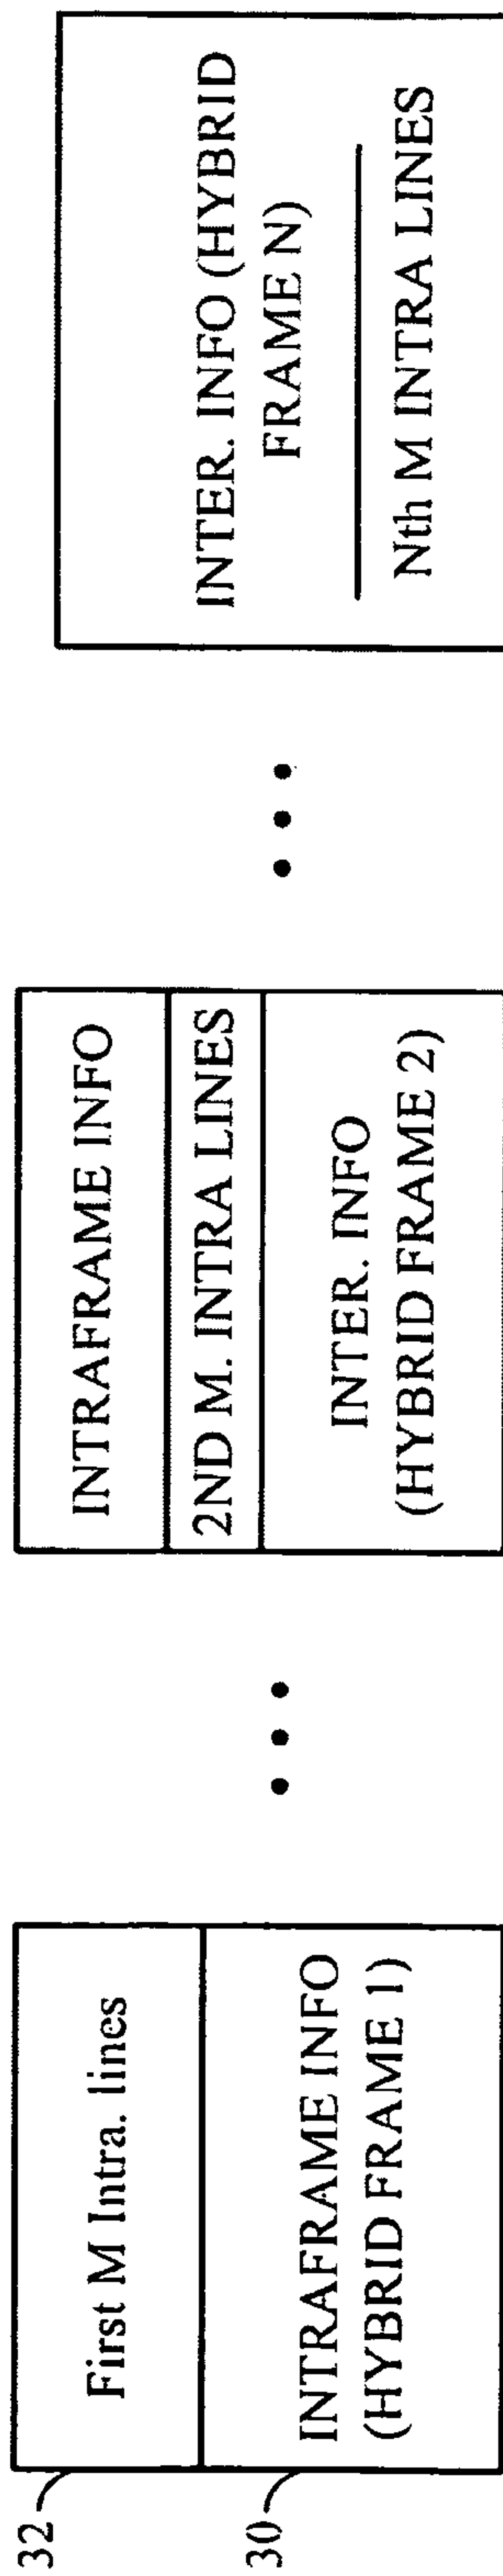 32
First M Intra. lines
30
INTRAFRAME INFO
(HYBRID FRAME 1)
INTRAFRAME INFO
2ND M. INTRA LINES
INTER. INFO
(HYBRID FRAME 2)
INTER. INFO (HYBRID
FRAME N)
Nth M INTRA LINES